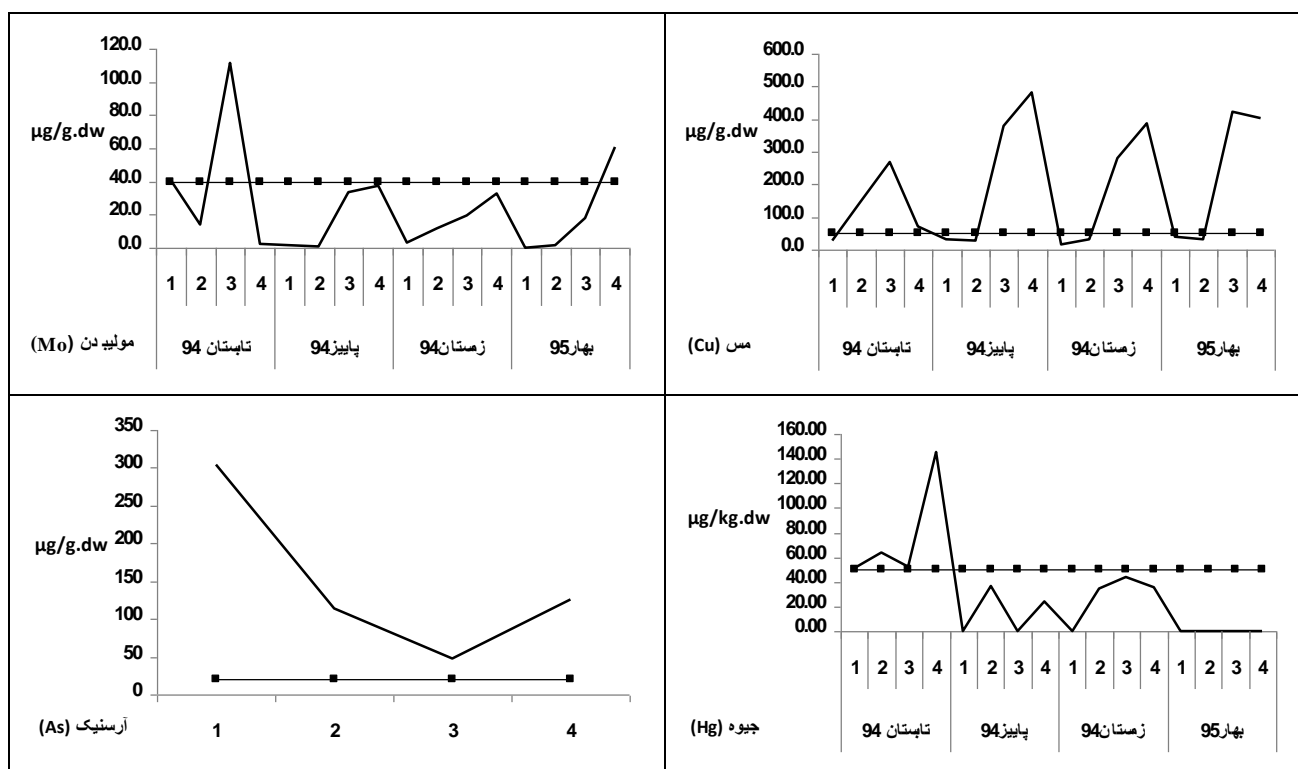 120.0
100.0
80.0
60.0
40.0
20.0
0.0
µg/g.dw
1 2 3 4 1 2 3 4 1 2 3 4 1 2 3 4
مولیبدن (Mo)
تابستان 94
پاییز94
زمستان94
بهار95
600.0
500.0
400.0
300.0
200.0
100.0
0.0
µg/g.dw
1 2 3 4 1 2 3 4 1 2 3 4 1 2 3 4
مس (Cu)
تابستان 94
پاییز94
زمستان94
بهار95
350
300
250
200
150
100
50
0
µg/g.dw
آرسنیک (As)
1 2 3 4
160.00
140.00
120.00
100.00
80.00
60.00
40.00
20.00
0.00
µg/kg.dw
1 2 3 4 1 2 3 4 1 2 3 4 1 2 3 4
جیوه (Hg)
تابستان 94
پاییز94
زمستان94
بهار95